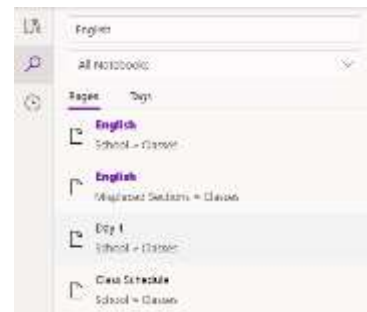 English
All Notebooks
Pages Tags
English
School » Classes
English
Misplaced Sections » Classes
Day 1
School » Classes
Class Schedule
School » Classes